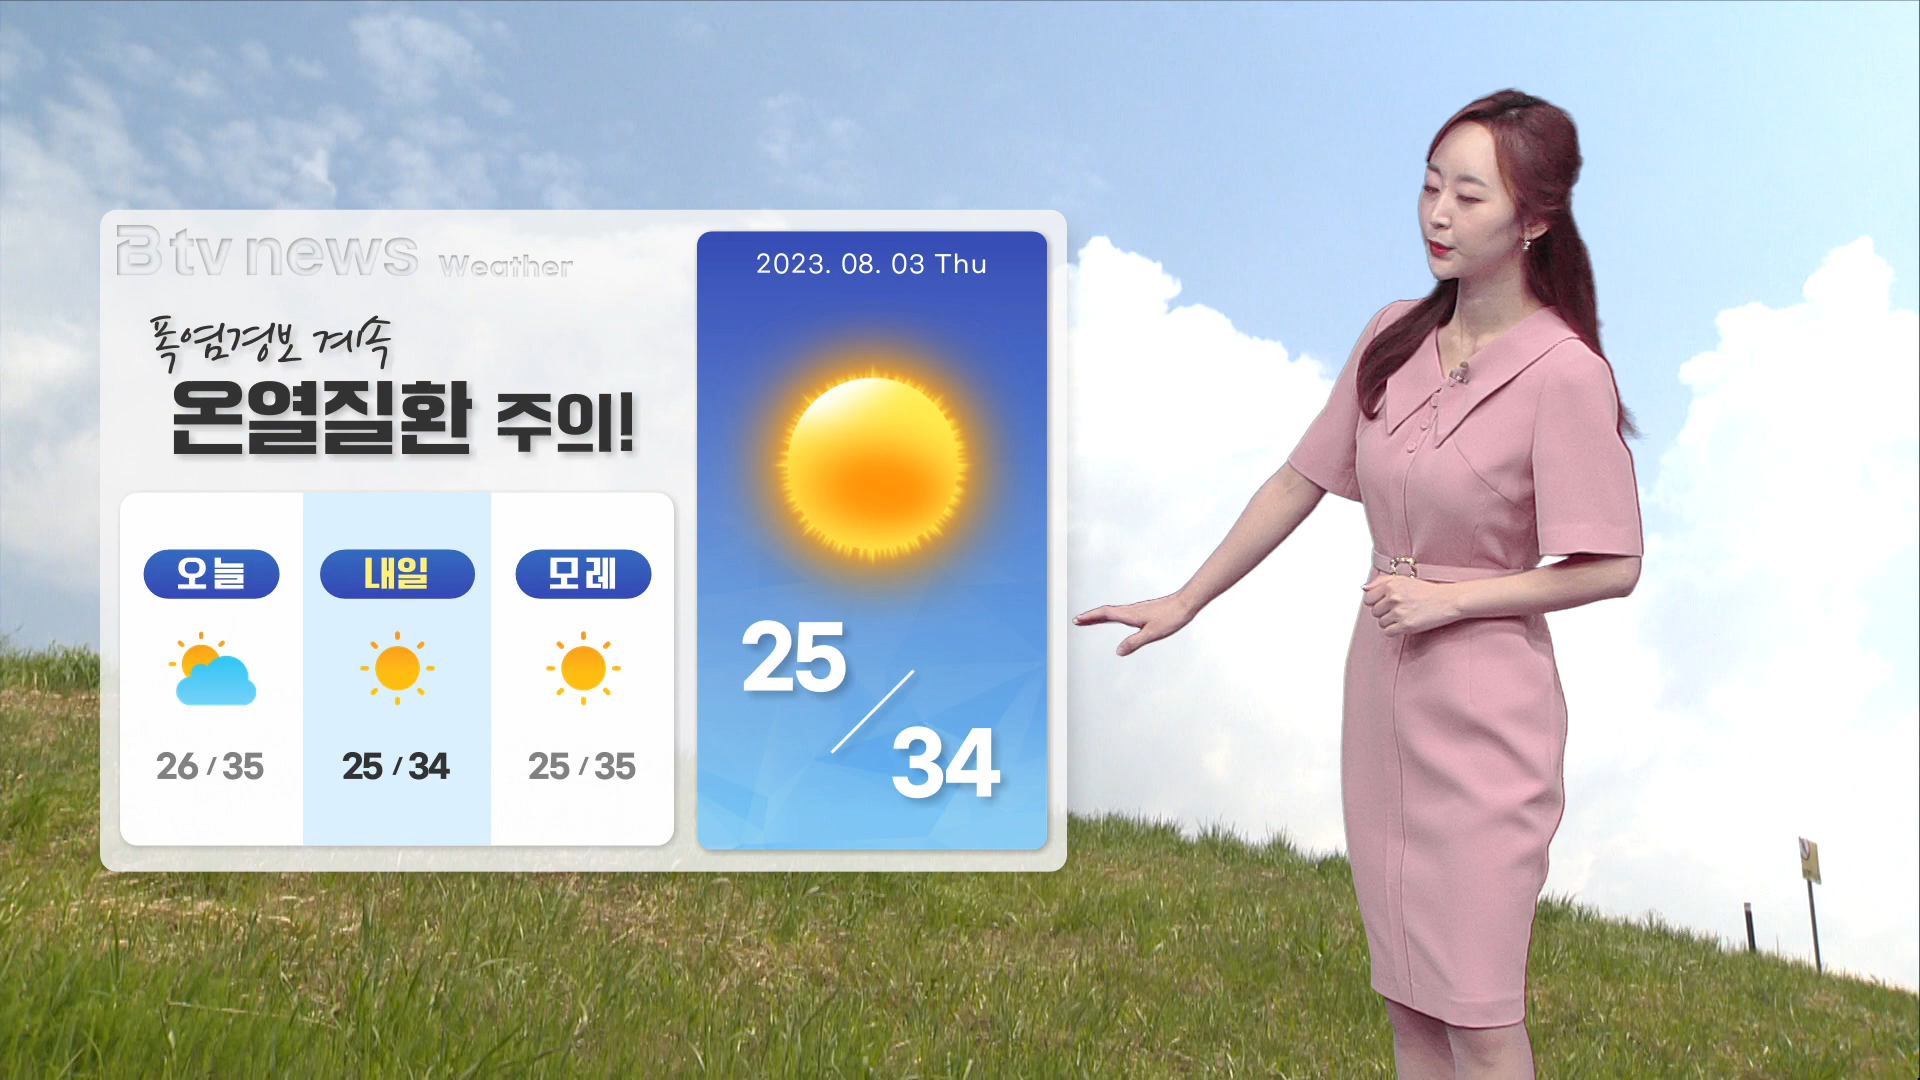 B tv news Weather
폭염경보 계속
온열질환 주의!
오늘 내일 모레
26 / 35 25 / 34 25 / 35
2023. 08. 03 Thu
25 / 34